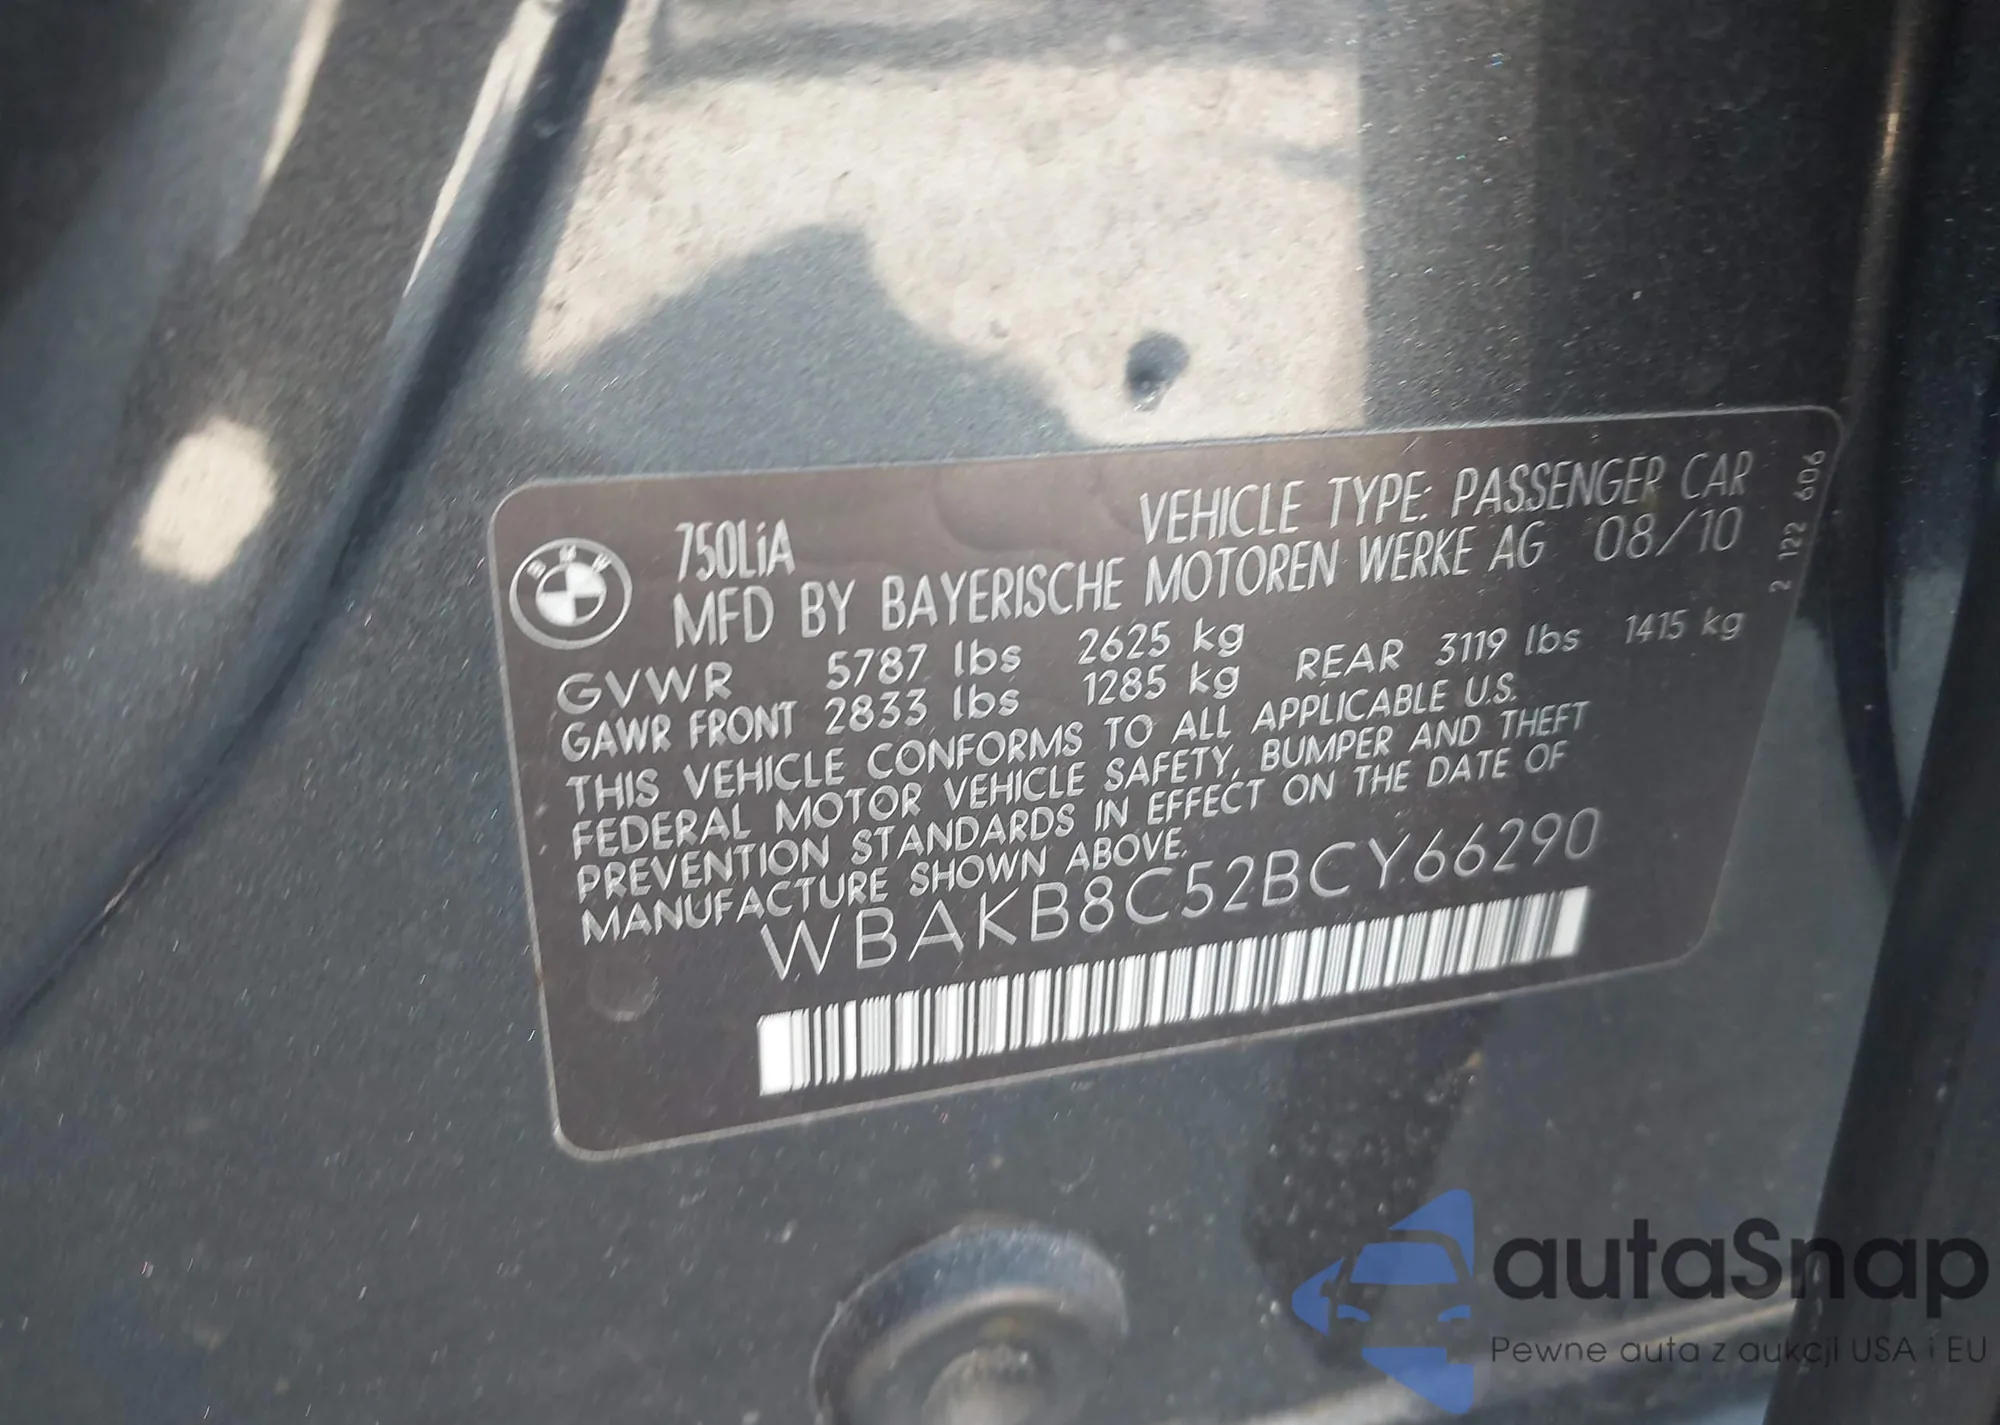 BMW
750LiA
VEHICLE TYPE: PASSENGER CAR
MFD BY BAYERISCHE MOTOREN WERKE AG 08/10
GVWR 5787 lbs 2625 kg
GAWR FRONT 2833 lbs 1285 kg REAR 3119 lbs 1415 kg
THIS VEHICLE CONFORMS TO ALL APPLICABLE U.S.
FEDERAL MOTOR VEHICLE SAFETY, BUMPER AND THEFT
PREVENTION STANDARDS IN EFFECT ON THE DATE OF
MANUFACTURE SHOWN ABOVE.
WBAKB8C52BCY66290
2 122 606
autaSnap
Pewne auta z aukcji USA i EU